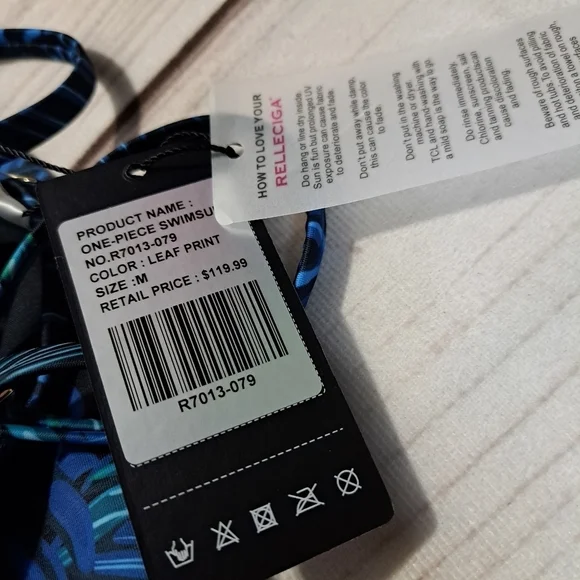 PRODUCT NAME :
ONE-PIECE SWIMSU
NO.R7013-079
COLOR : LEAF PRINT
SIZE :M
RETAIL PRICE : $119.99
R7013-079
HOW TO LOVE YOUR
RELLECIGA
Do hang or line dry inside.
Sun is fun but prolonged UV
exposure can cause fabric
to deteriorate and fade.
Don't put away while damp,
this can cause the color
to fade.
Don't put in the washing
machine or dryer.
TCL and hand-washing with
a mild soap is the way to go.
Do rinse immediately.
Chlorine, sunscreen, salt
and tanning products can
cause discoloration
and fading.
Beware of rough surfaces
and hot tubs to avoid pilling
and deterioration of fabric
a towel on rough,